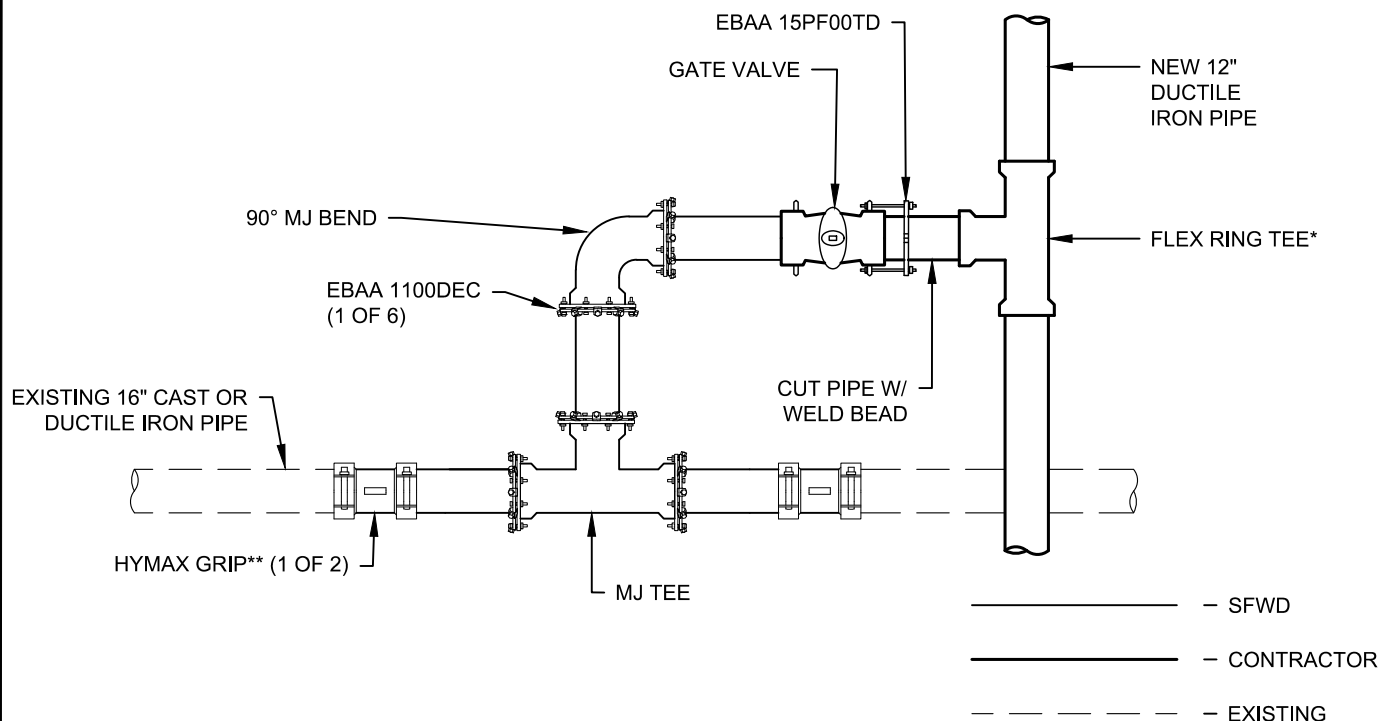 EBAA 15PF00TD
GATE VALVE
NEW 12"
DUCTILE
IRON PIPE
90° MJ BEND
FLEX RING TEE*
EBAA 1100DEC
(1 OF 6)
CUT PIPE W/
WELD BEAD
EXISTING 16" CAST OR
DUCTILE IRON PIPE
HYMAX GRIP** (1 OF 2)
MJ TEE
– SFWD
– CONTRACTOR
– EXISTING